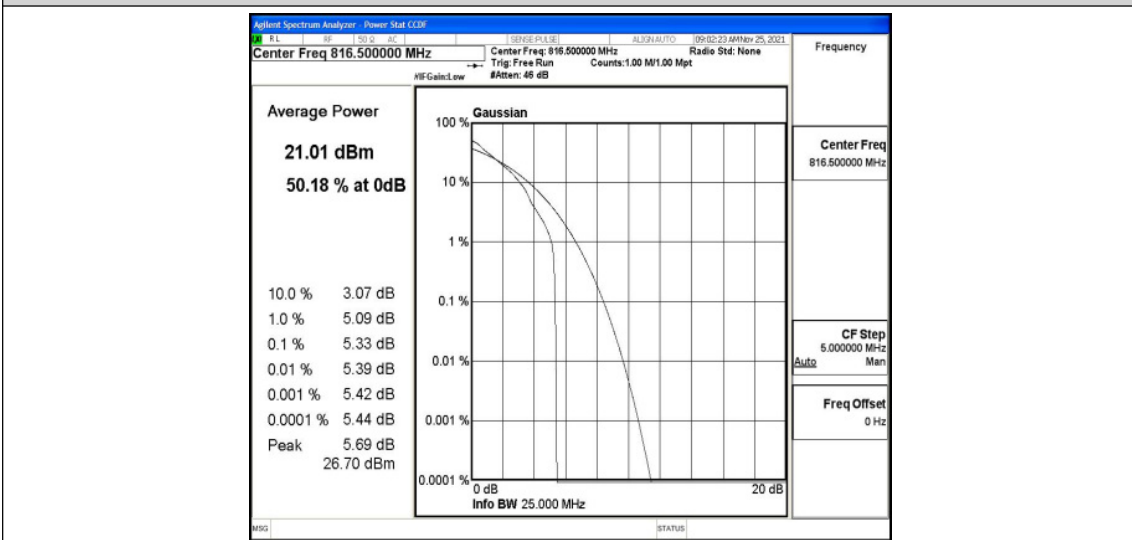 Agilent Spectrum Analyzer - Power Stat CCDF
RL RF 50 Ω AC SENSE:PULSE ALIGN AUTO 09:02:23 AM Nov 25, 2021
Center Freq 816.500000 MHz
Center Freq: 816.500000 MHz Radio Std: None
Trig: Free Run Counts:1.00 M/1.00 Mpt
#IFGain:Low #Atten: 46 dB
Frequency
Average Power
21.01 dBm
50.18 % at 0dB
10.0 % 3.07 dB
1.0 % 5.09 dB
0.1 % 5.33 dB
0.01 % 5.39 dB
0.001 % 5.42 dB
0.0001 % 5.44 dB
Peak 5.69 dB
26.70 dBm
Gaussian
100 %
10 %
1 %
0.1 %
0.01 %
0.001 %
0.0001 %
0 dB 20 dB
Info BW 25.000 MHz
Center Freq
816.500000 MHz
CF Step
5.000000 MHz
Auto Man
Freq Offset
0 Hz
MSG STATUS